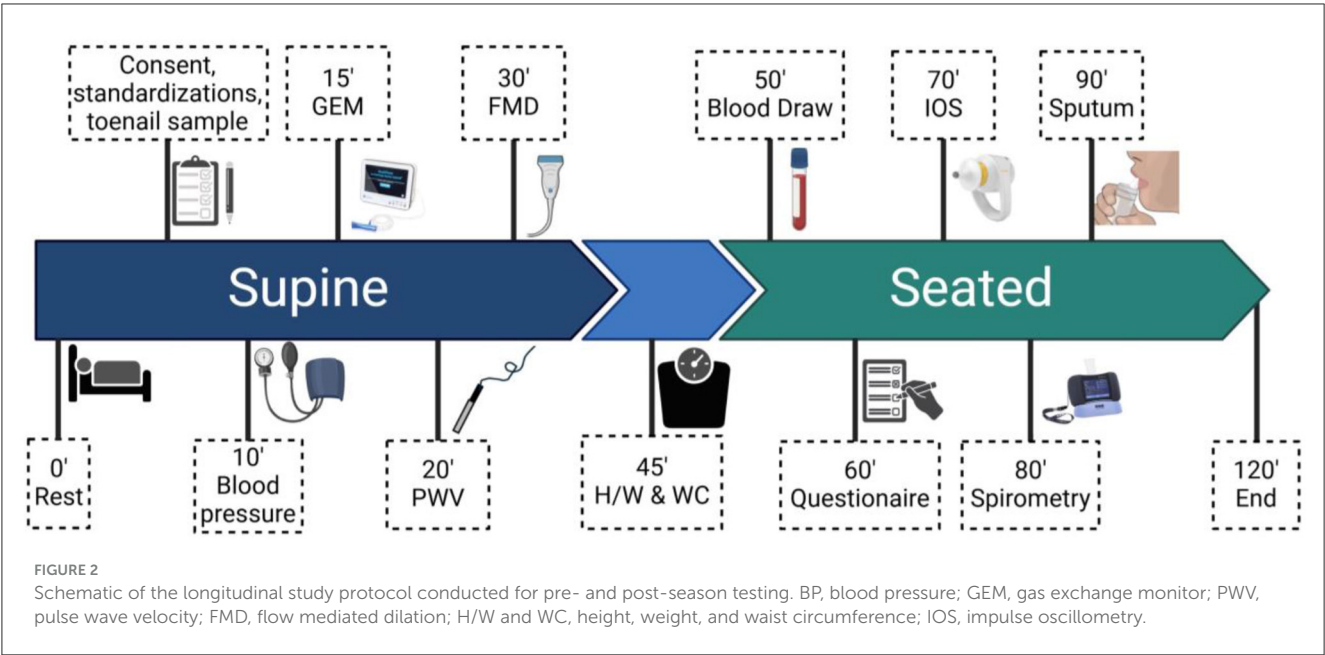 Consent,
standardizations,
toenail sample
15'
GEM
30'
FMD
50'
Blood Draw
70'
IOS
90'
Sputum
Supine
Seated
0'
Rest
10'
Blood
pressure
20'
PWV
45'
H/W & WC
60'
Questionaire
80'
Spirometry
120'
End
FIGURE 2
Schematic of the longitudinal study protocol conducted for pre- and post-season testing. BP, blood pressure; GEM, gas exchange monitor; PWV,
pulse wave velocity; FMD, flow mediated dilation; H/W and WC, height, weight, and waist circumference; IOS, impulse oscillometry.